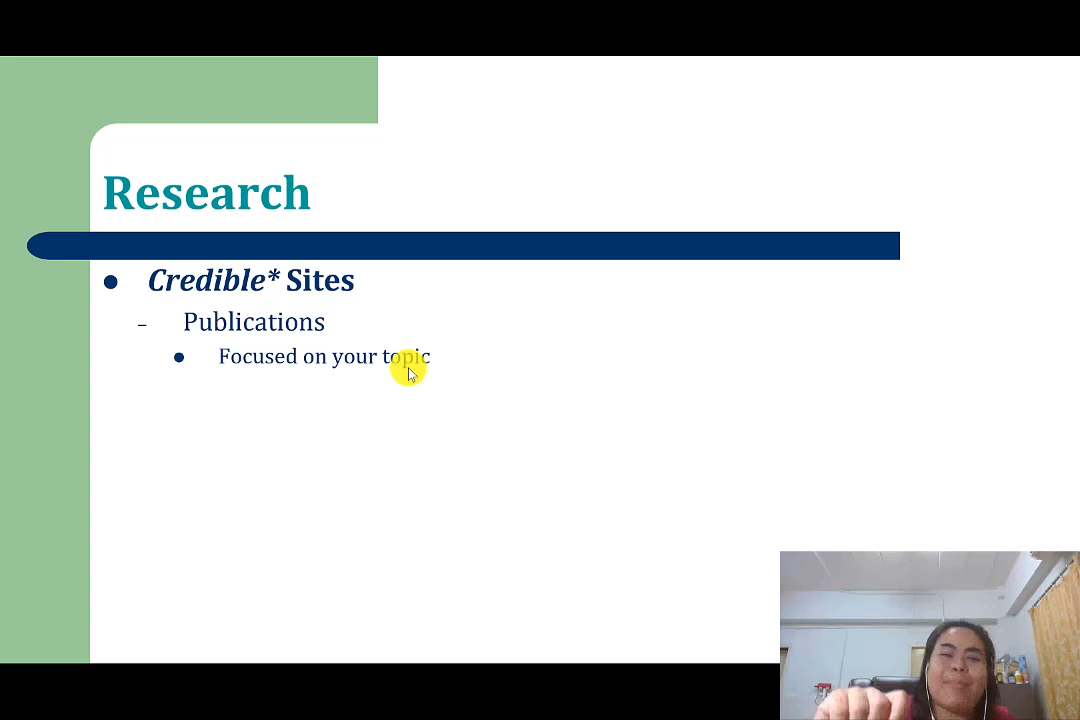 Research
Credible* Sites
Publications
Focused on your topic